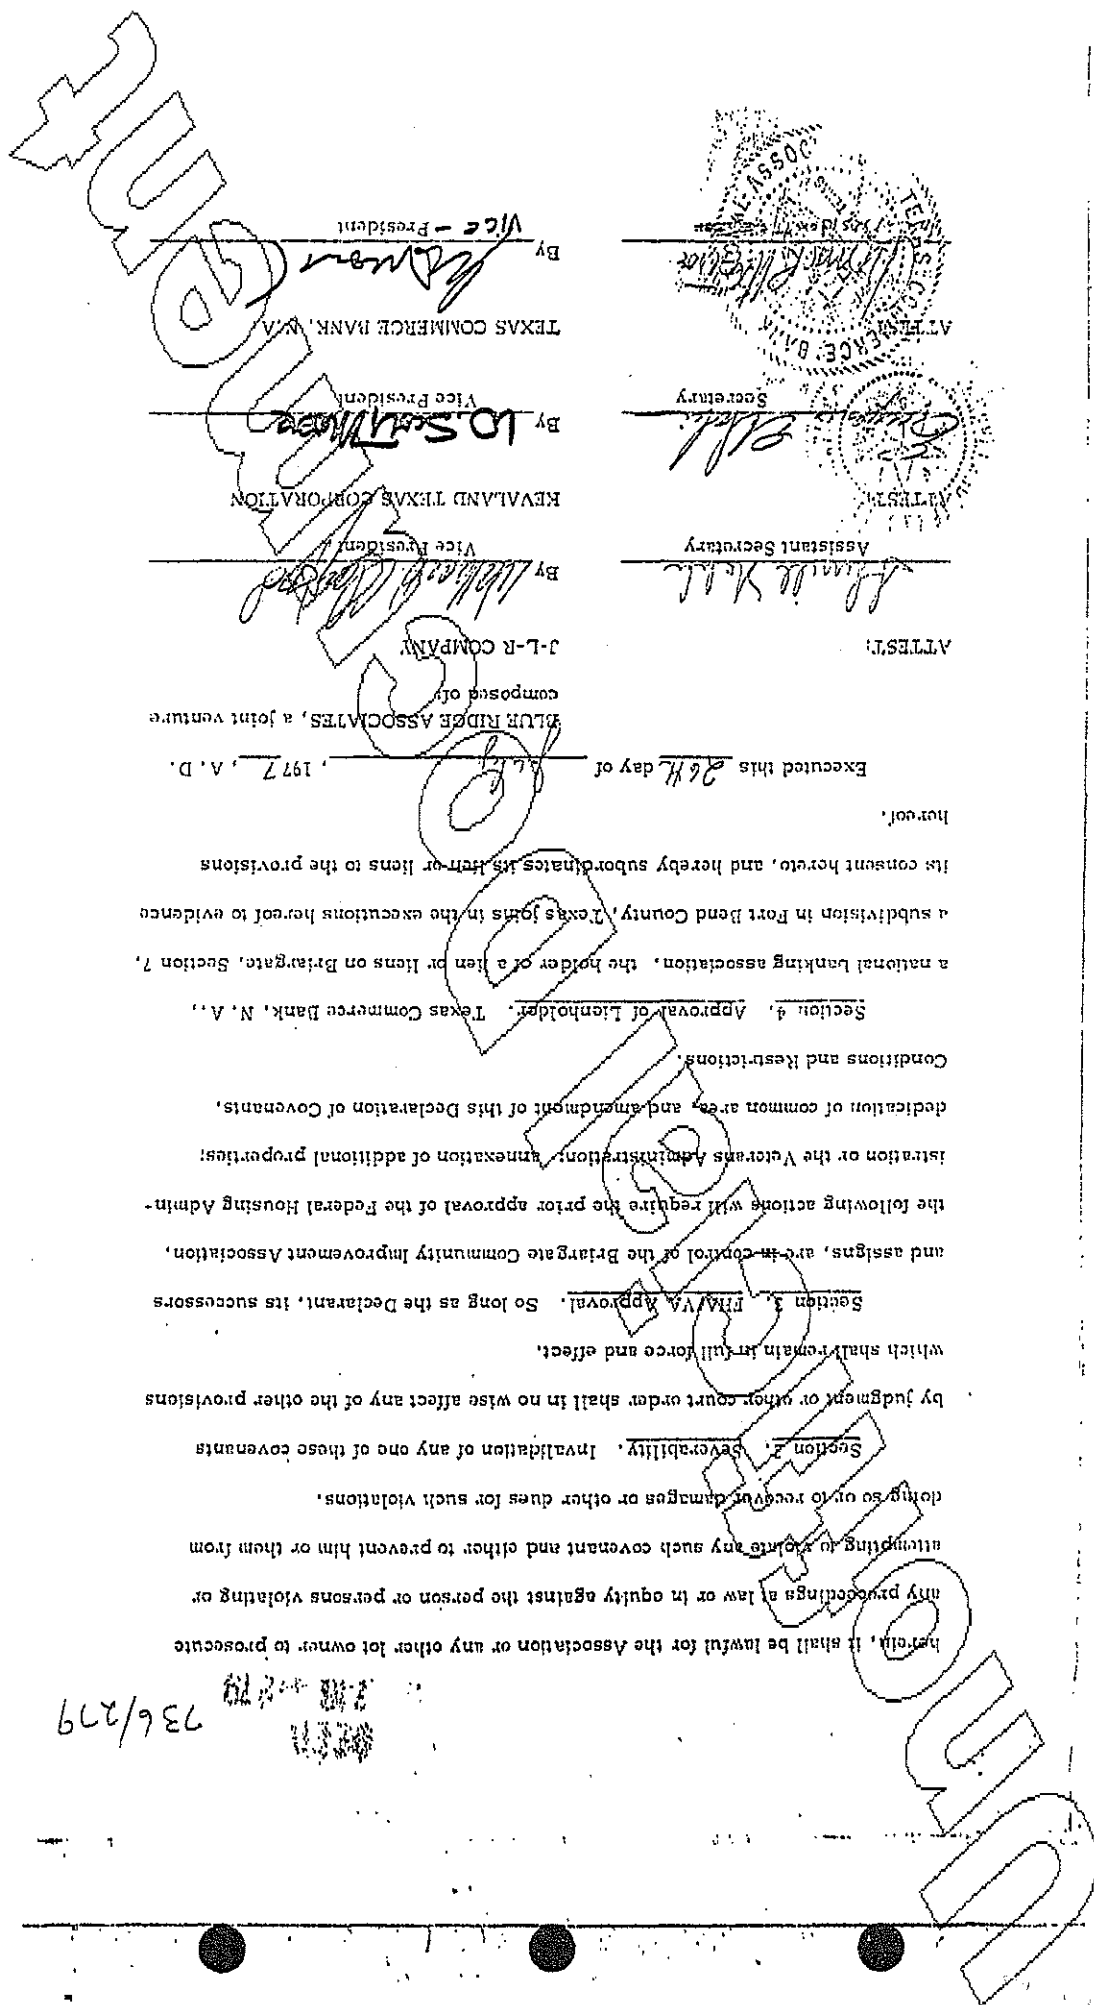 736/279
herein, it shall be lawful for the Association or any other lot owner to prosecute
any proceedings at law or in equity against the person or persons violating or
attempting to violate any such covenant and either to prevent him or them from
doing so or to recover damages or other dues for such violations.
Section 2. Severability. Invalidation of any one of these covenants
by judgment or other court order shall in no wise affect any of the other provisions
which shall remain in full force and effect.
Section 3. FHA/VA Approval. So long as the Declarant, its successors
and assigns, are in control of the Briargate Community Improvement Association,
the following actions will require the prior approval of the Federal Housing Admin-
istration or the Veterans Administration: annexation of additional properties;
dedication of common area, and amendment of this Declaration of Covenants,
Conditions and Restrictions.
Section 4. Approval of Lienholder. Texas Commerce Bank, N. A.,
a national banking association, the holder of a lien or liens on Briargate, Section 7,
a subdivision in Fort Bend County, Texas joins in the executions hereof to evidence
its consent hereto, and hereby subordinates its lien or liens to the provisions
hereof.
Executed this 26th day of July, 1977, A. D.
BLUE RIDGE ASSOCIATES, a joint venture
composed of:
ATTEST: J-L-R COMPANY
By
Assistant Secretary Vice President
ATTEST: KEVALAND TEXAS CORPORATION
By W. Scott
Secretary Vice President
ATTEST: TEXAS COMMERCE BANK, N.A.
By
Vice - President
TEXAS COMMERCE BANK
Unofficial Document